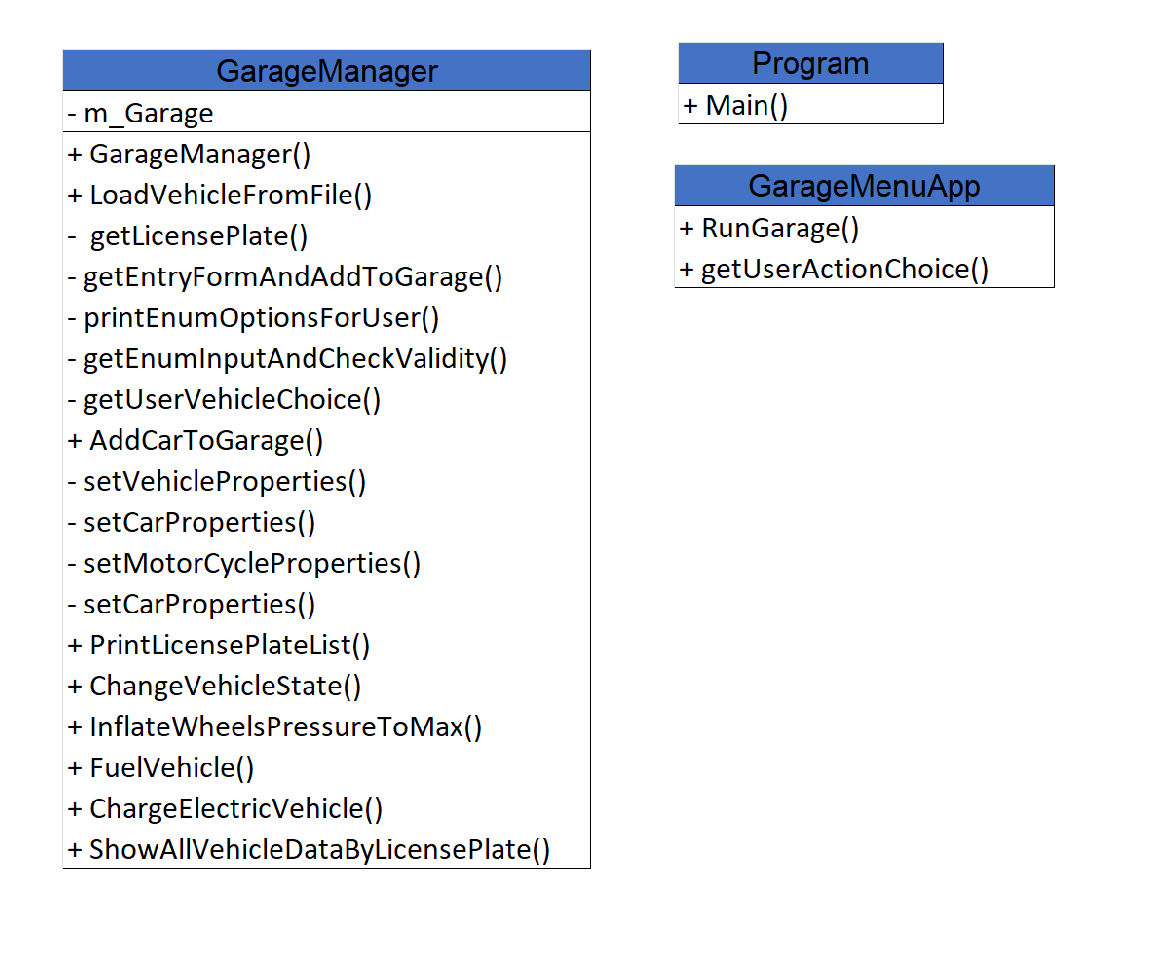 GarageManager
- m_Garage
+ GarageManager()
+ LoadVehicleFromFile()
- getLicensePlate()
- getEntryFormAndAddToGarage()
- printEnumOptionsForUser()
- getEnumInputAndCheckValidity()
- getUserVehicleChoice()
+ AddCarToGarage()
- setVehicleProperties()
- setCarProperties()
- setMotorCycleProperties()
- setCarProperties()
+ PrintLicensePlateList()
+ ChangeVehicleState()
+ InflateWheelsPressureToMax()
+ FuelVehicle()
+ ChargeElectricVehicle()
+ ShowAllVehicleDataByLicensePlate()
Program
+ Main()
GarageMenuApp
+ RunGarage()
+ getUserActionChoice()